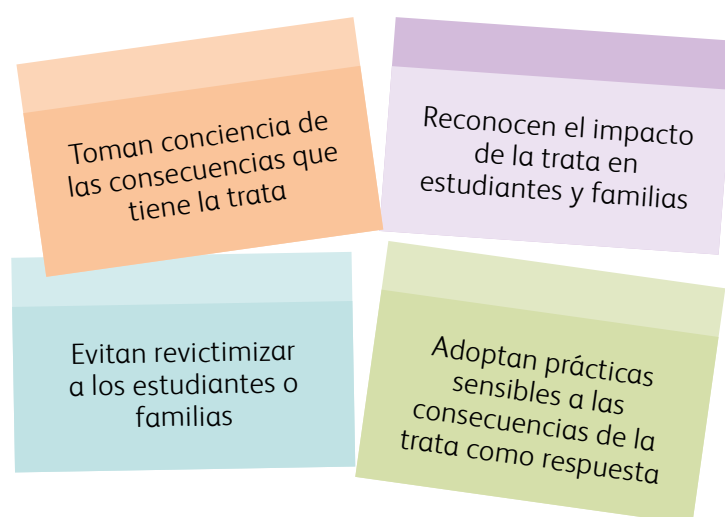 Toman conciencia de
las consecuencias que
tiene la trata
Reconocen el impacto
de la trata en
estudiantes y familias
Evitan revictimizar
a los estudiantes o
familias
Adoptan prácticas
sensibles a las
consecuencias de la
trata como respuesta